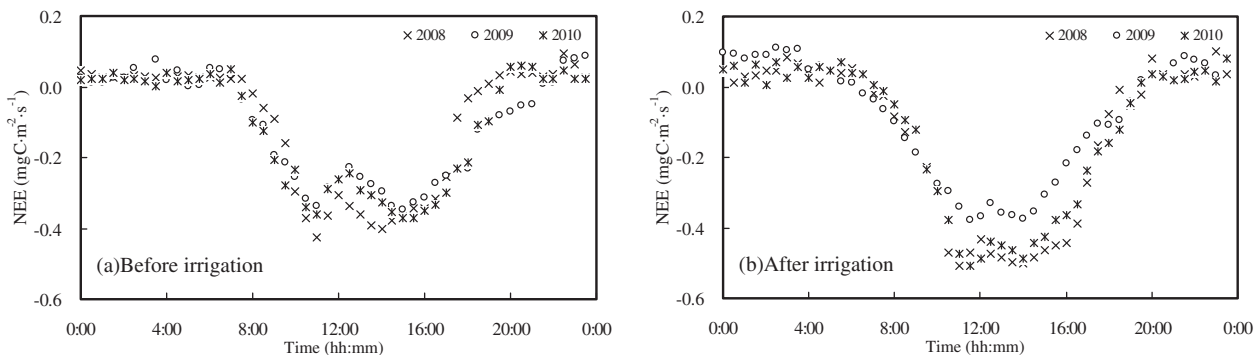 0.2
0.0
-0.2
-0.4
-0.6
NEE (mgC·m⁻²·s⁻¹)
× 2008 ○ 2009 ж 2010
(a)Before irrigation
0:00 4:00 8:00 12:00 16:00 20:00 0:00
Time (hh:mm)
0.2
0.0
-0.2
-0.4
-0.6
NEE (mgC·m⁻²·s⁻¹)
× 2008 ○ 2009 ж 2010
(b)After irrigation
0:00 4:00 8:00 12:00 16:00 20:00 0:00
Time (hh:mm)